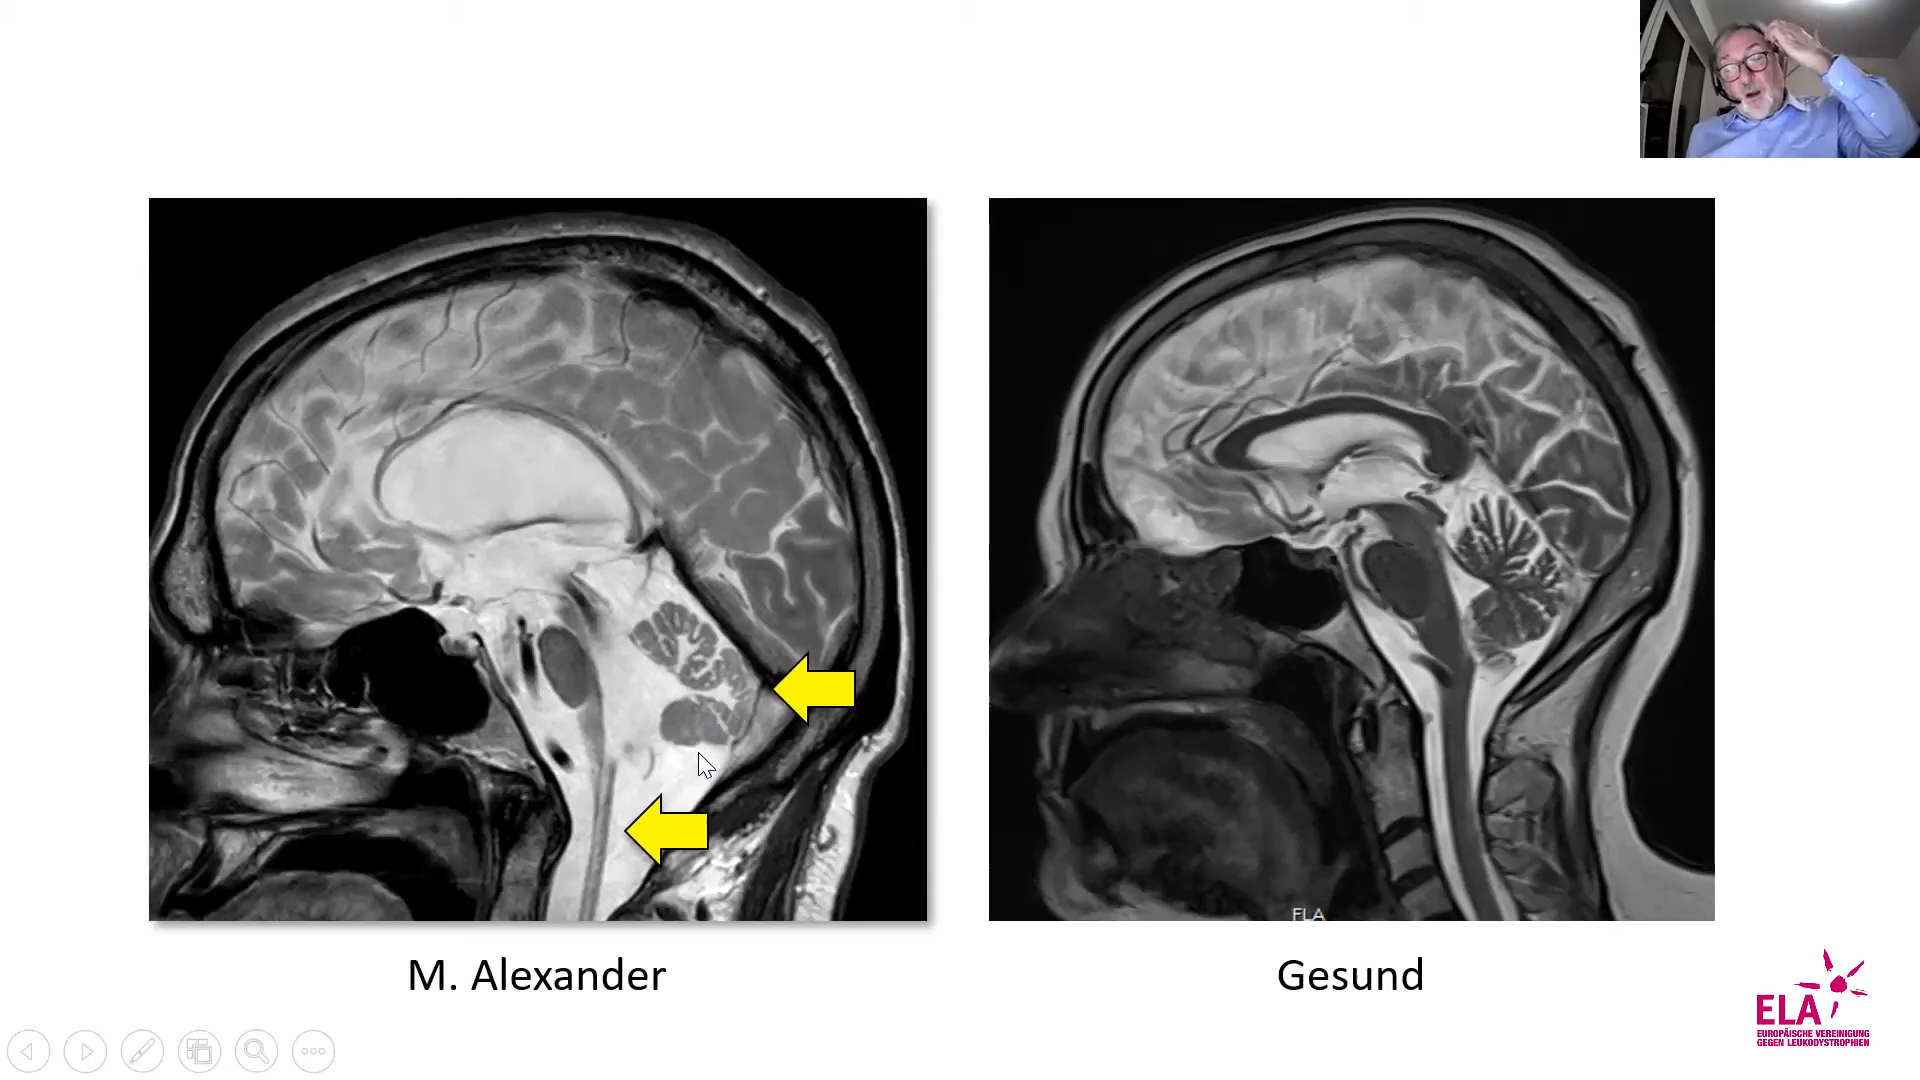 FLA
M. Alexander
Gesund
ELA
EUROPÄISCHE VEREINIGUNG
GEGEN LEUKODYSTROPHIEN